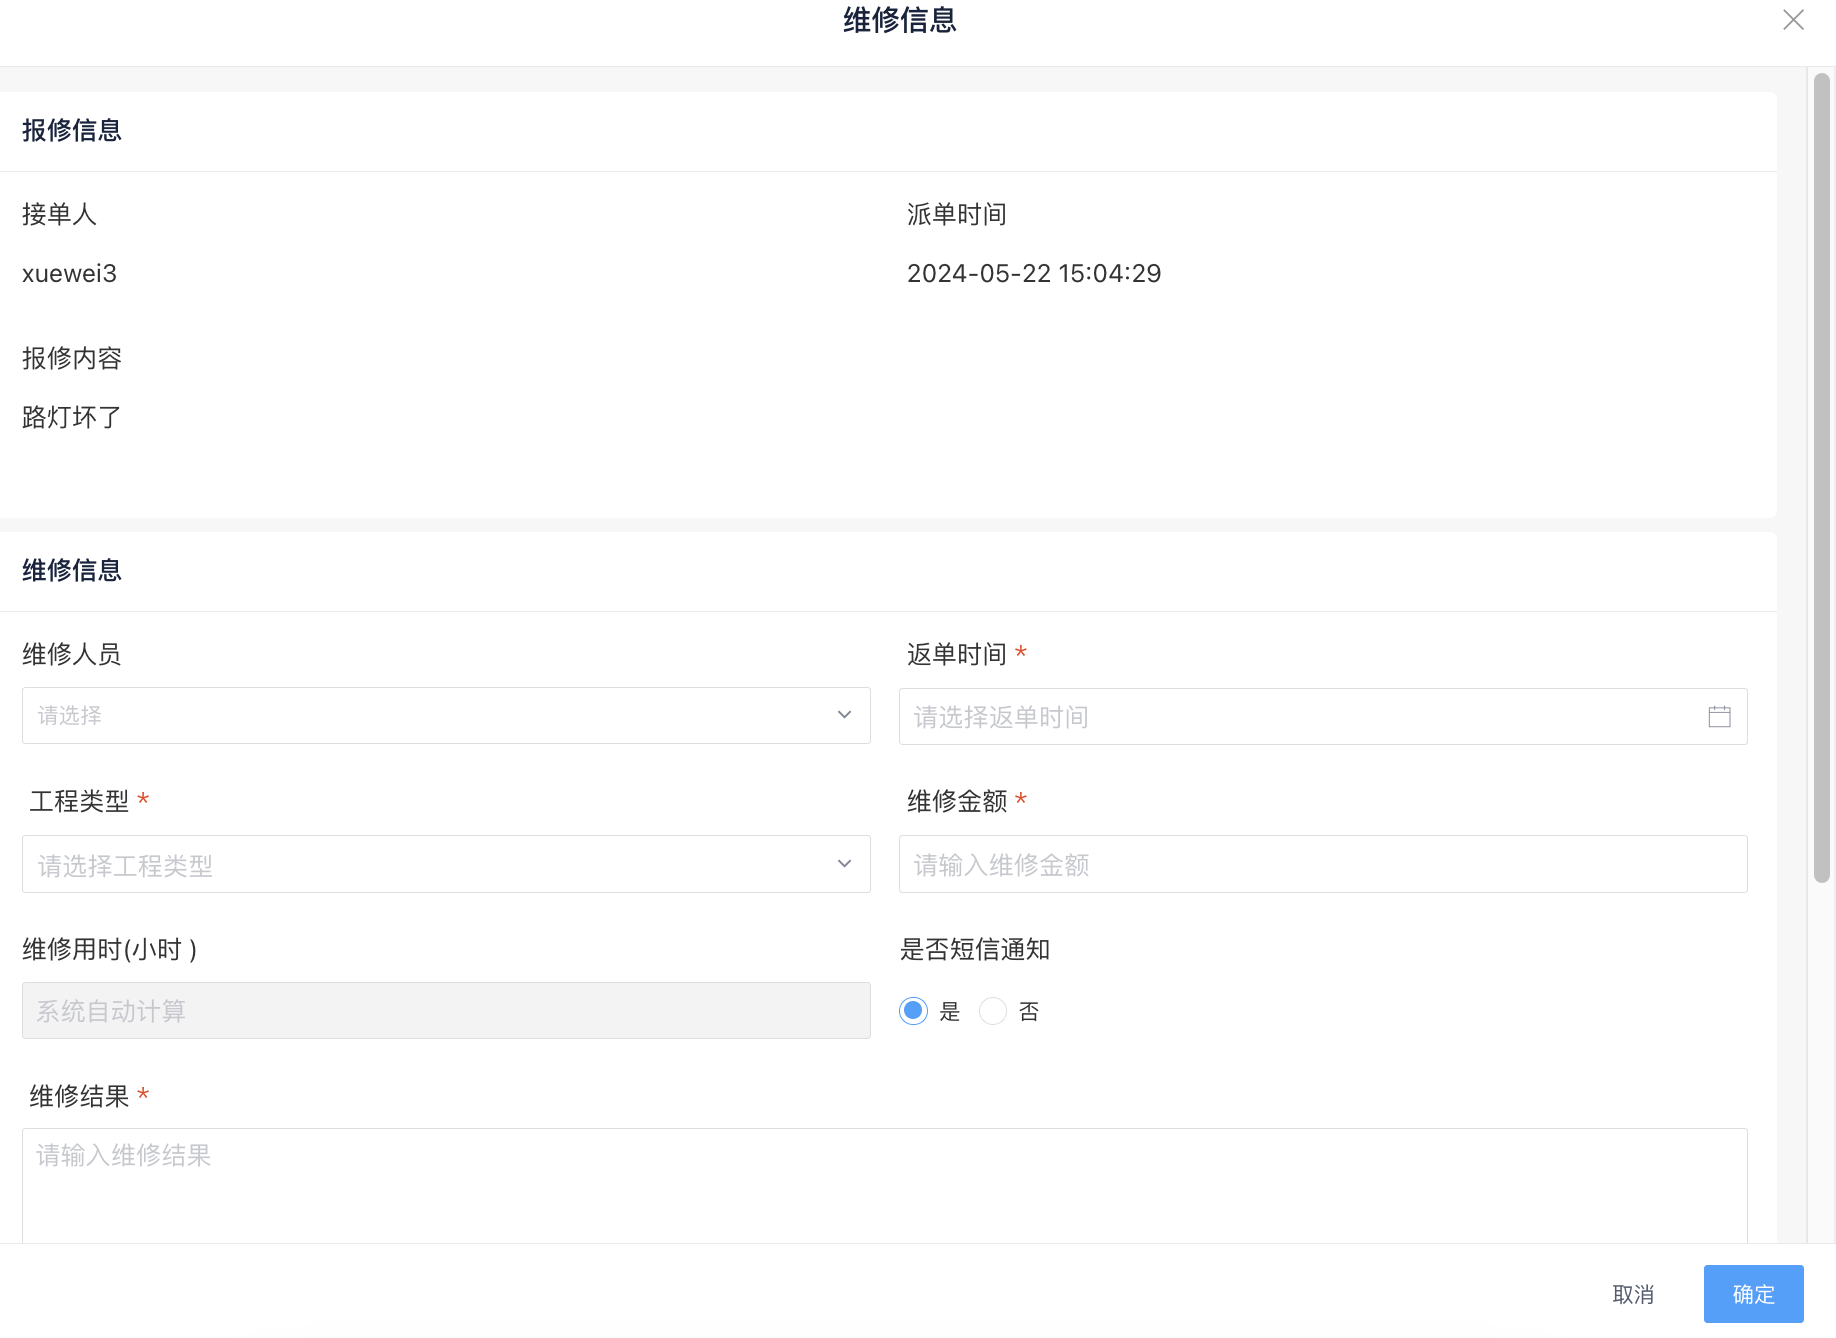 维修信息
报修信息
接单人
派单时间
xuewei3
2024-05-22 15:04:29
报修内容
路灯坏了
维修信息
维修人员
返单时间 *
请选择
请选择返单时间
工程类型 *
维修金额 *
请选择工程类型
请输入维修金额
维修用时(小时 )
是否短信通知
系统自动计算
是 否
维修结果 *
请输入维修结果
取消
确定